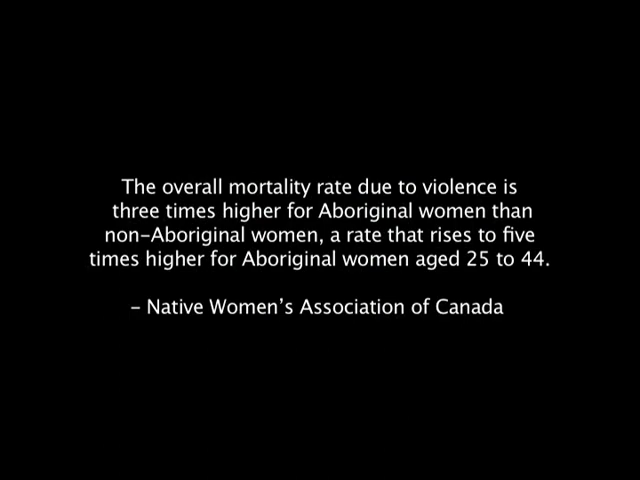 The overall mortality rate due to violence is
three times higher for Aboriginal women than
non-Aboriginal women, a rate that rises to five
times higher for Aboriginal women aged 25 to 44.
– Native Women’s Association of Canada